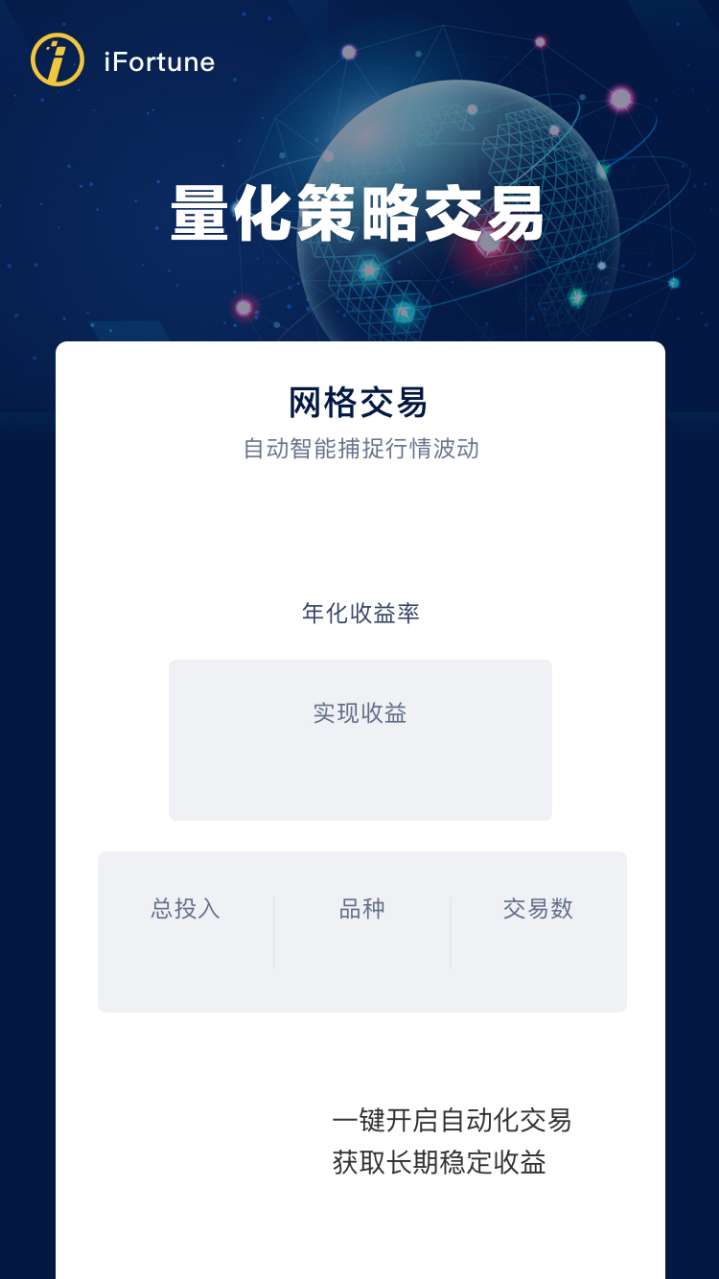 iFortune
量化策略交易
网格交易
自动智能捕捉行情波动
年化收益率
实现收益
总投入 品种 交易数
一键开启自动化交易
获取长期稳定收益